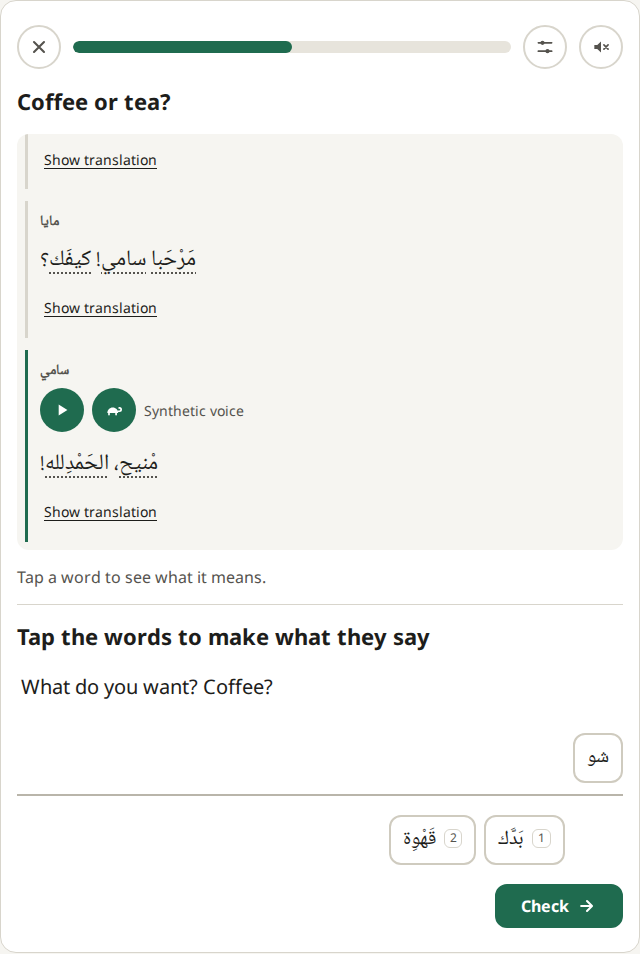 Coffee or tea?
Show translation
مايا
مَرْحَبا سامي! كيفَك؟
Show translation
سامي
Synthetic voice
مْنيح، الحَمْدِلله!
Show translation
Tap a word to see what it means.
Tap the words to make what they say
What do you want? Coffee?
شو
بَدَّك 1
قَهْوِة 2
Check